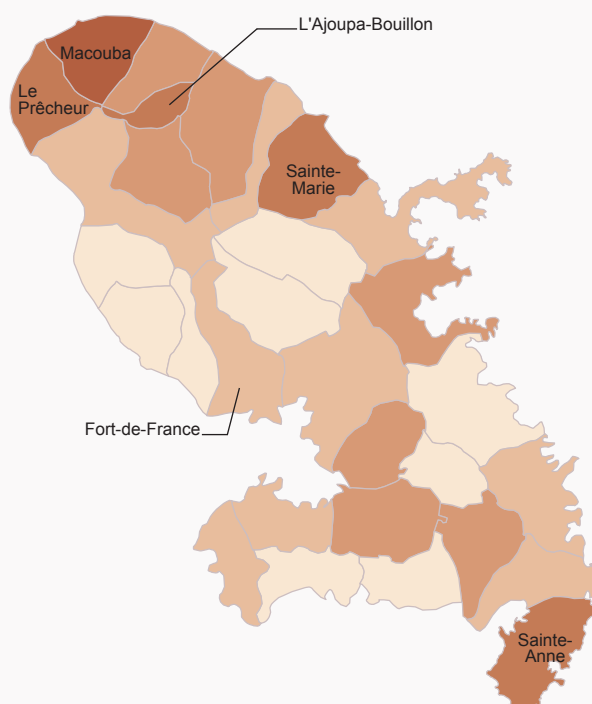 L'Ajoupa-Bouillon
Macouba
Le
Prêcheur
Sainte-
Marie
Fort-de-France
Sainte-
Anne